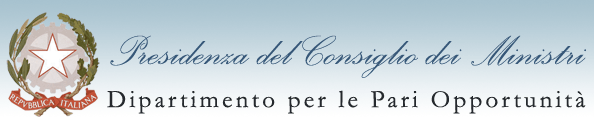 Presidenza del Consiglio dei Ministri
Dipartimento per le Pari Opportunità
REPVBBLICA ITALIANA